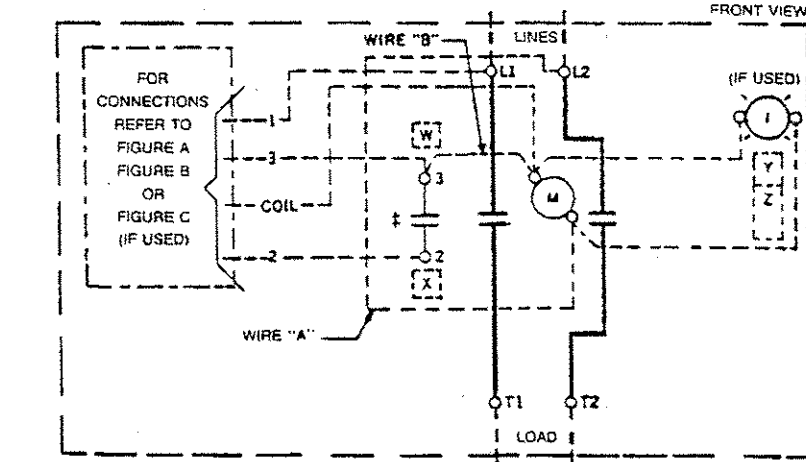 FRONT VIEW
WIRE "B"
LINES
L1
L2
(IF USED)
FOR
CONNECTIONS
REFER TO
FIGURE A
FIGURE B
OR
FIGURE C
(IF USED)
1
3
COIL
2
W
3
‡
2
X
M
I
Y
Z
WIRE "A"
T1
T2
LOAD